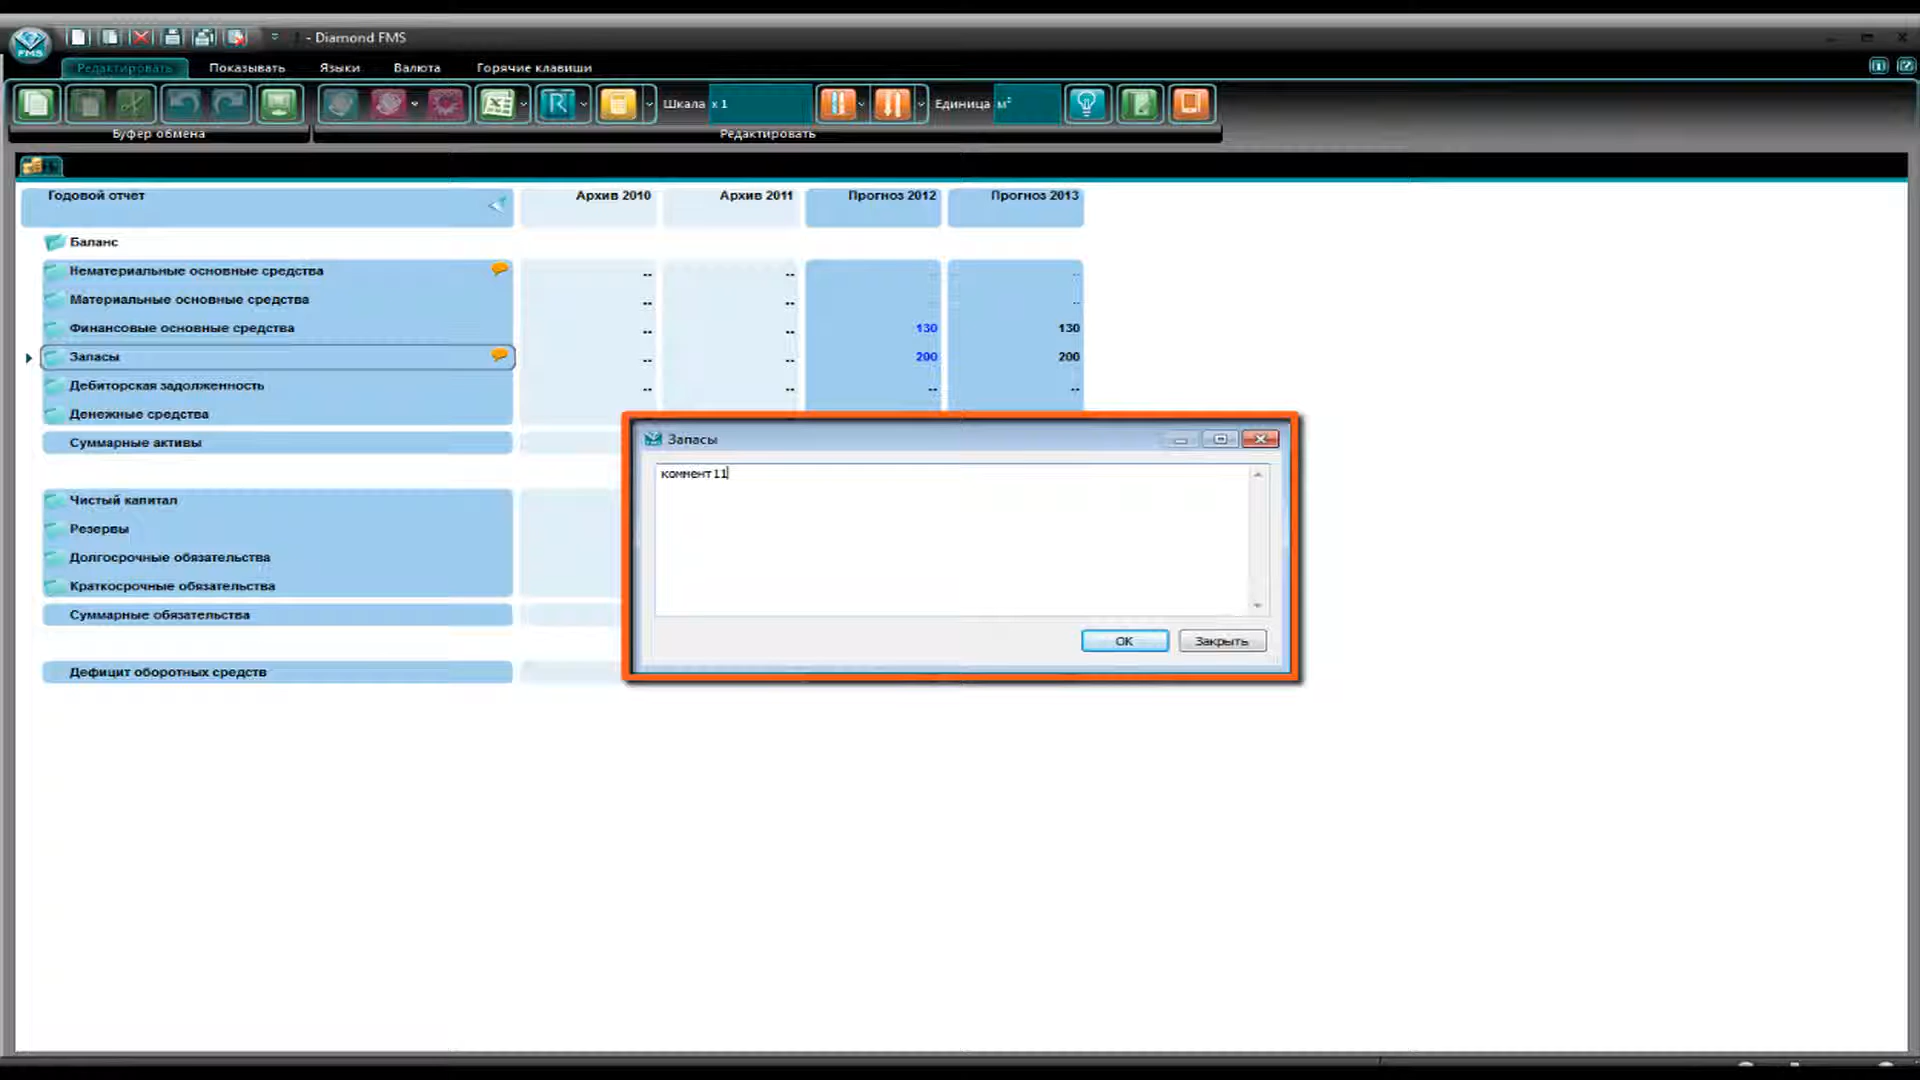 - Diamond FMS
FMS
Редактировать Показывать Языки Валюта Горячие клавиши
Шкала x 1 Единица м²
Буфер обмена Редактировать
Годовой отчет Архив 2010 Архив 2011 Прогноз 2012 Прогноз 2013
Баланс
Нематериальные основные средства .. .. .. ..
Материальные основные средства .. .. .. ..
Финансовые основные средства .. .. 130 130
Запасы .. .. 200 200
Дебиторская задолженность .. .. .. ..
Денежные средства
Суммарные активы
Чистый капитал
Резервы
Долгосрочные обязательства
Краткосрочные обязательства
Суммарные обязательства
Дефицит оборотных средств
Запасы
коммент 11
OK Закрыть